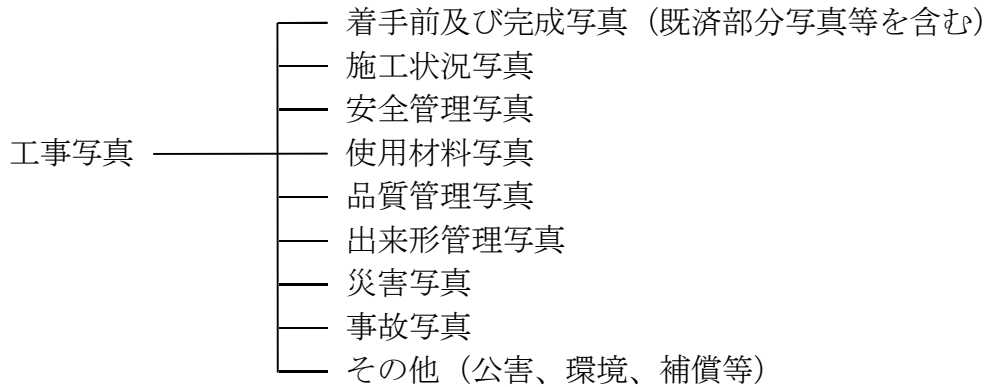 工事写真
着手前及び完成写真（既済部分写真等を含む）
施工状況写真
安全管理写真
使用材料写真
品質管理写真
出来形管理写真
災害写真
事故写真
その他（公害、環境、補償等）